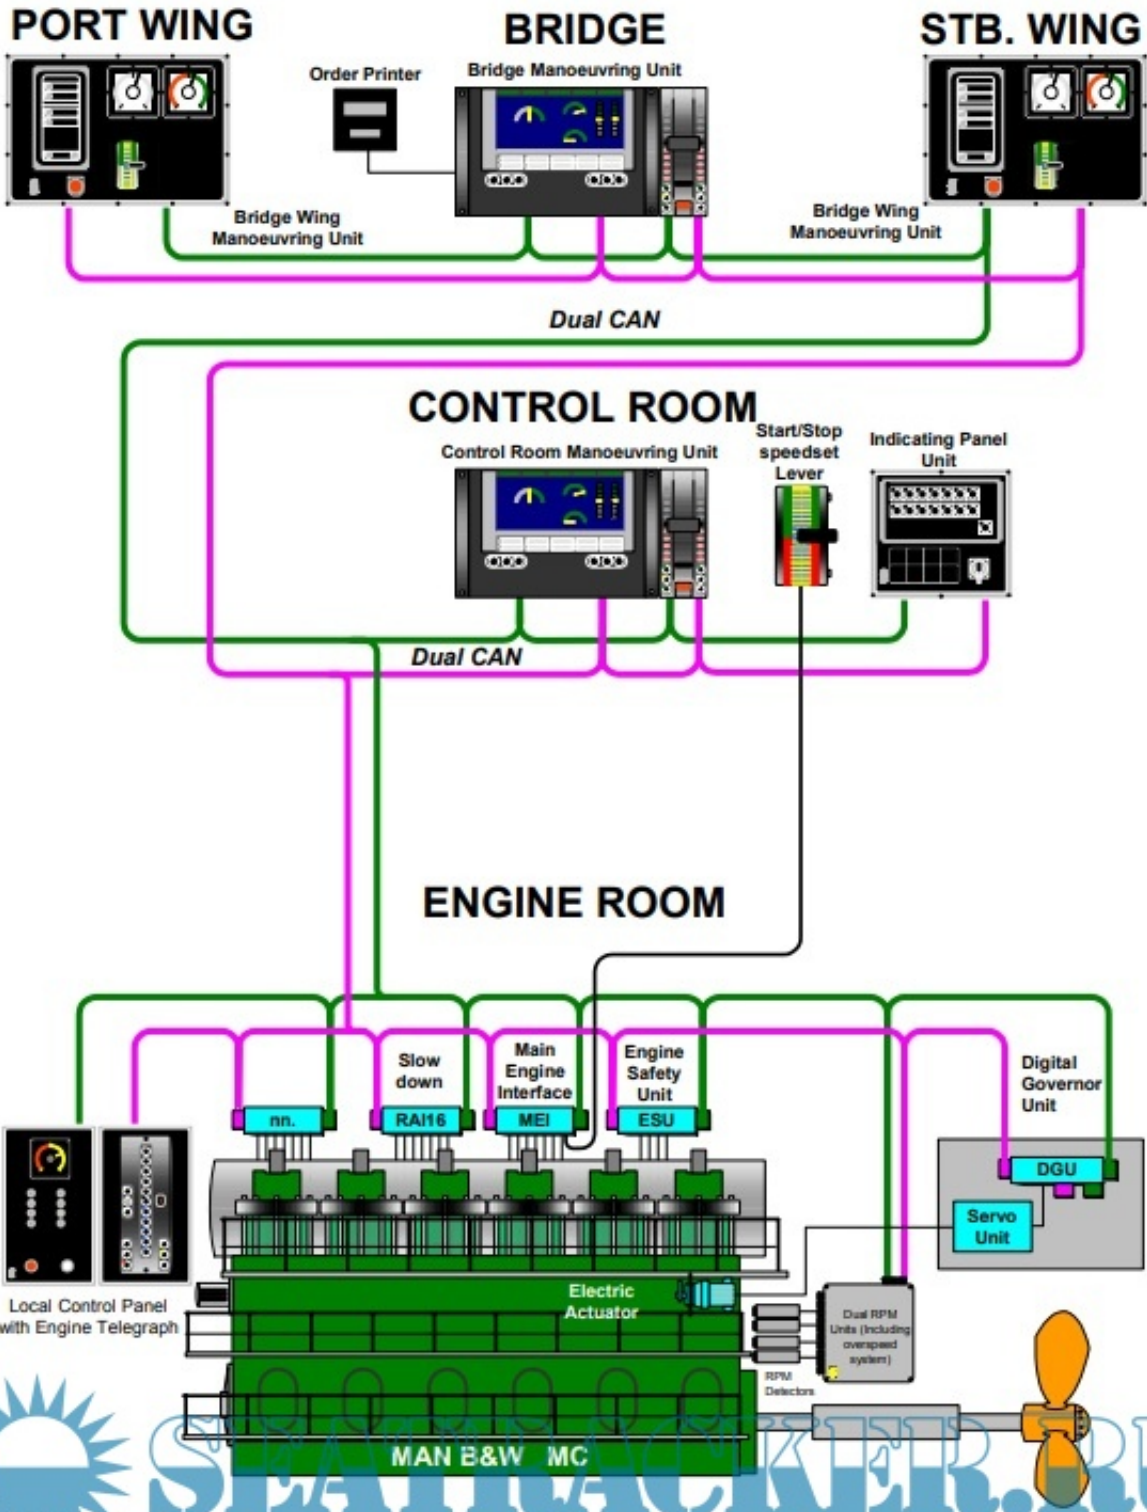 PORT WING
BRIDGE
STB. WING
Order Printer
Bridge Manoeuvring Unit
Bridge Wing
Manoeuvring Unit
Bridge Wing
Manoeuvring Unit
Dual CAN
CONTROL ROOM
Control Room Manoeuvring Unit
Start/Stop
speedset
Lever
Indicating Panel
Unit
Dual CAN
ENGINE ROOM
Slow
down
Main
Engine
Interface
Engine
Safety
Unit
Digital
Governor
Unit
nn.
RAI16
MEI
ESU
DGU
Servo
Unit
Electric
Actuator
Local Control Panel
with Engine Telegraph
Dual RPM
Units (Including
overspeed
system)
RPM
Detectors
MAN B&W MC
SEATRACKER.RU